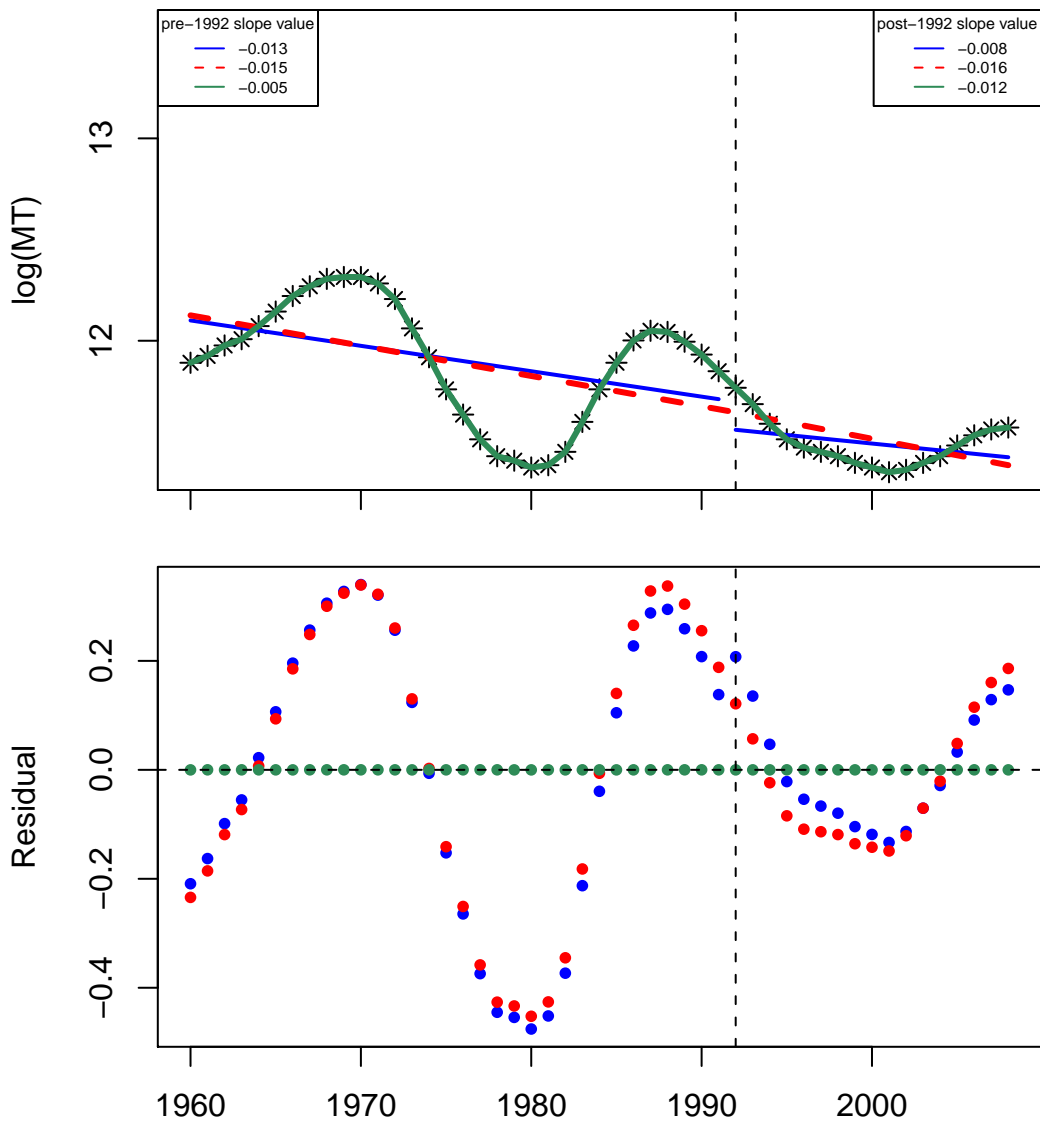 pre−1992 slope value
−0.013
−0.015
−0.005
post−1992 slope value
−0.008
−0.016
−0.012
log(MT)
13
12
Residual
0.2
0.0
−0.2
−0.4
1960 1970 1980 1990 2000